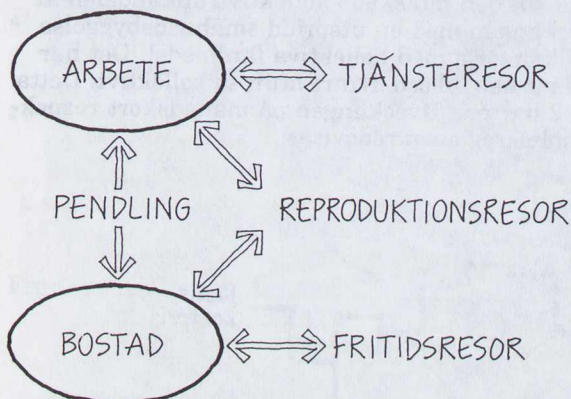 ARBETE
TJÄNSTERESOR
PENDLING
REPRODUKTIONSRESOR
BOSTAD
FRITIDSRESOR